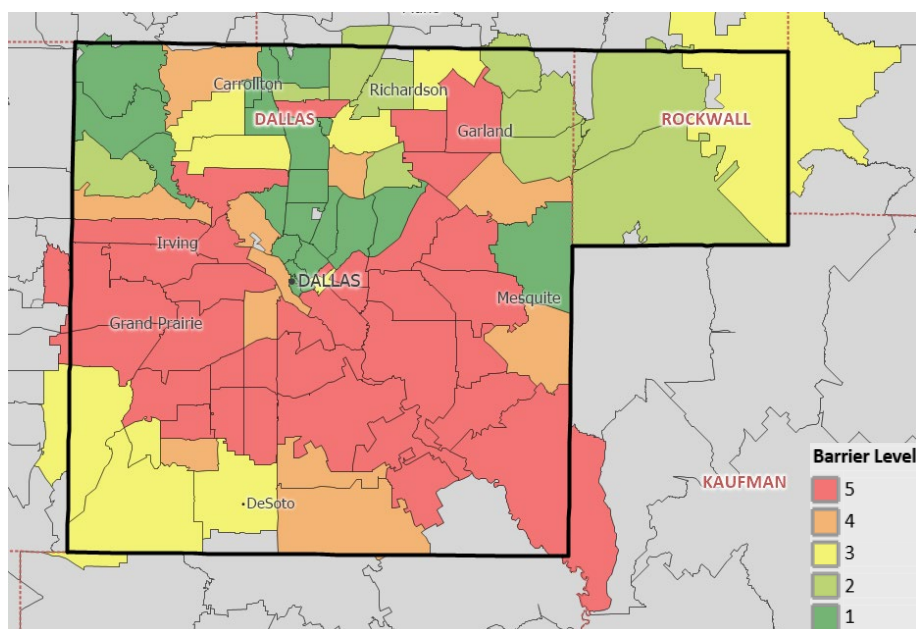 Carrollton
Richardson
DALLAS
ROCKWALL
Garland
Irving
DALLAS
Mesquite
Grand Prairie
Barrier Level
KAUFMAN
5
DeSoto
4
3
2
1